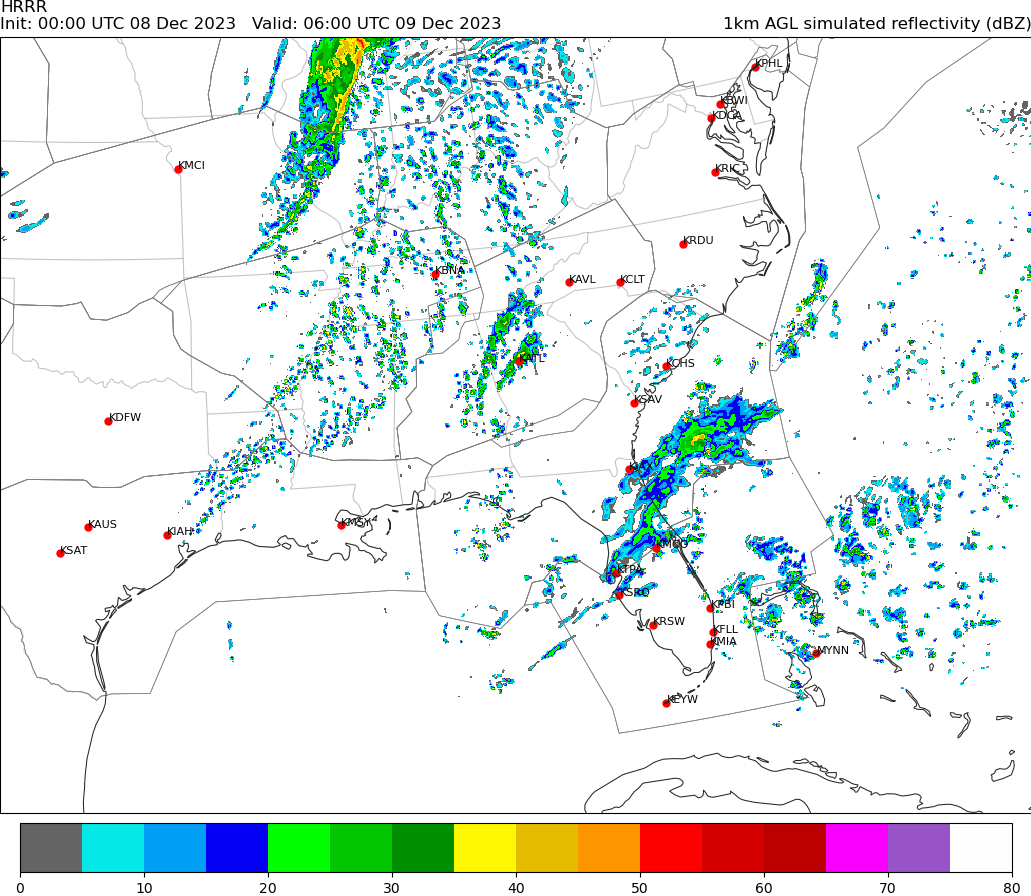 HRRR
Init: 00:00 UTC 08 Dec 2023   Valid: 06:00 UTC 09 Dec 2023   1km AGL simulated reflectivity (dBZ)
KPHL
KBWI
KDCA
KMCI
KRIC
KRDU
KBNA
KAVL
KCLT
KATL
KCHS
KSAV
KDFW
KJAX
KAUS
KMSY
KIAH
KSAT
KMCO
KTPA
KSRQ
KPBI
KRSW
KFLL
KMIA
MYNN
KEYW
0 10 20 30 40 50 60 70 80